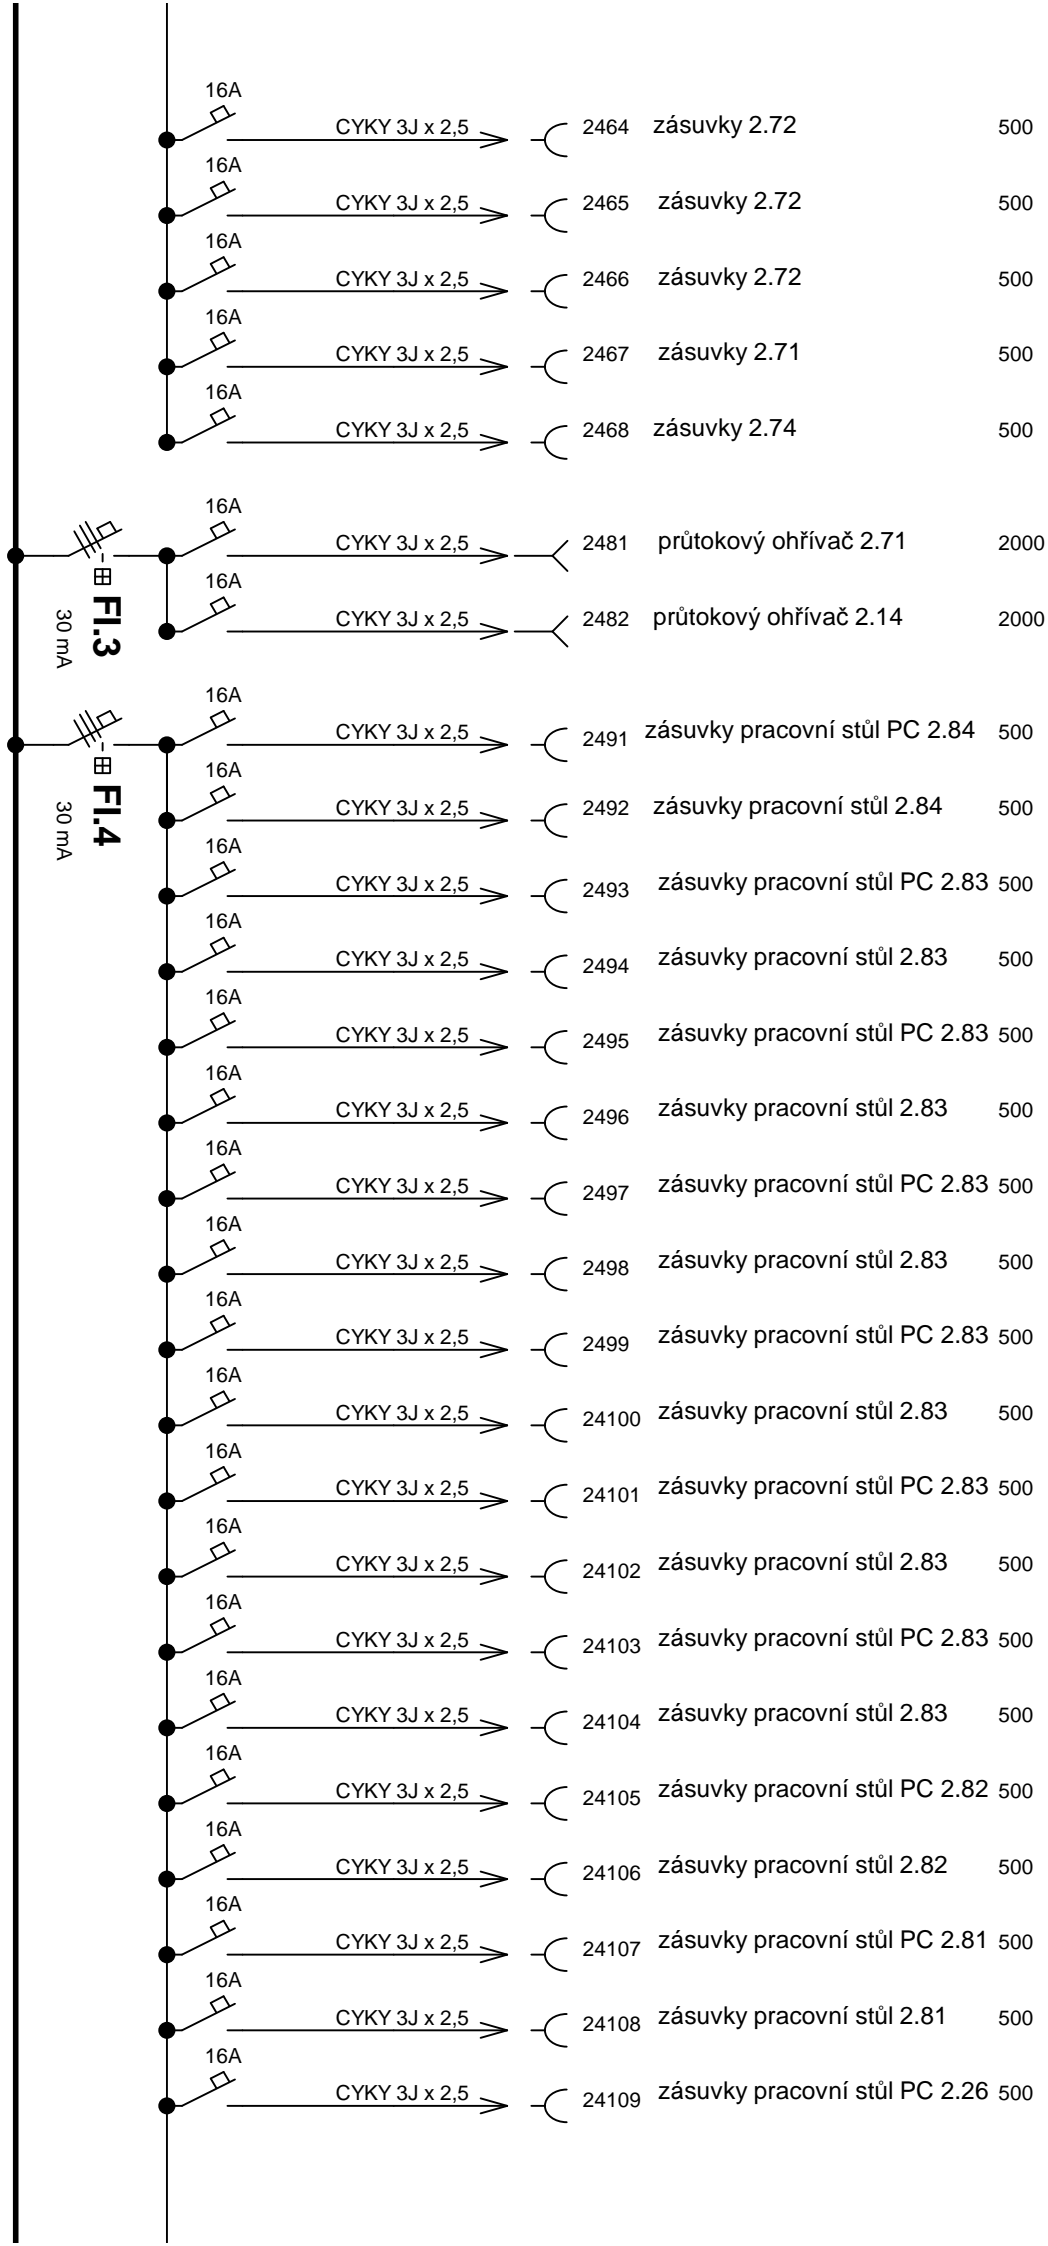 16A
CYKY 3J x 2,5 2464 zásuvky 2.72 500
16A
CYKY 3J x 2,5 2465 zásuvky 2.72 500
16A
CYKY 3J x 2,5 2466 zásuvky 2.72 500
16A
CYKY 3J x 2,5 2467 zásuvky 2.71 500
16A
CYKY 3J x 2,5 2468 zásuvky 2.74 500
16A
CYKY 3J x 2,5 2481 průtokový ohřívač 2.71 2000
FI.3
30 mA
16A
CYKY 3J x 2,5 2482 průtokový ohřívač 2.14 2000
16A
CYKY 3J x 2,5 2491 zásuvky pracovní stůl PC 2.84 500
FI.4
30 mA
16A
CYKY 3J x 2,5 2492 zásuvky pracovní stůl 2.84 500
16A
CYKY 3J x 2,5 2493 zásuvky pracovní stůl PC 2.83 500
16A
CYKY 3J x 2,5 2494 zásuvky pracovní stůl 2.83 500
16A
CYKY 3J x 2,5 2495 zásuvky pracovní stůl PC 2.83 500
16A
CYKY 3J x 2,5 2496 zásuvky pracovní stůl 2.83 500
16A
CYKY 3J x 2,5 2497 zásuvky pracovní stůl PC 2.83 500
16A
CYKY 3J x 2,5 2498 zásuvky pracovní stůl 2.83 500
16A
CYKY 3J x 2,5 2499 zásuvky pracovní stůl PC 2.83 500
16A
CYKY 3J x 2,5 24100 zásuvky pracovní stůl 2.83 500
16A
CYKY 3J x 2,5 24101 zásuvky pracovní stůl PC 2.83 500
16A
CYKY 3J x 2,5 24102 zásuvky pracovní stůl 2.83 500
16A
CYKY 3J x 2,5 24103 zásuvky pracovní stůl PC 2.83 500
16A
CYKY 3J x 2,5 24104 zásuvky pracovní stůl 2.83 500
16A
CYKY 3J x 2,5 24105 zásuvky pracovní stůl PC 2.82 500
16A
CYKY 3J x 2,5 24106 zásuvky pracovní stůl 2.82 500
16A
CYKY 3J x 2,5 24107 zásuvky pracovní stůl PC 2.81 500
16A
CYKY 3J x 2,5 24108 zásuvky pracovní stůl 2.81 500
16A
CYKY 3J x 2,5 24109 zásuvky pracovní stůl PC 2.26 500